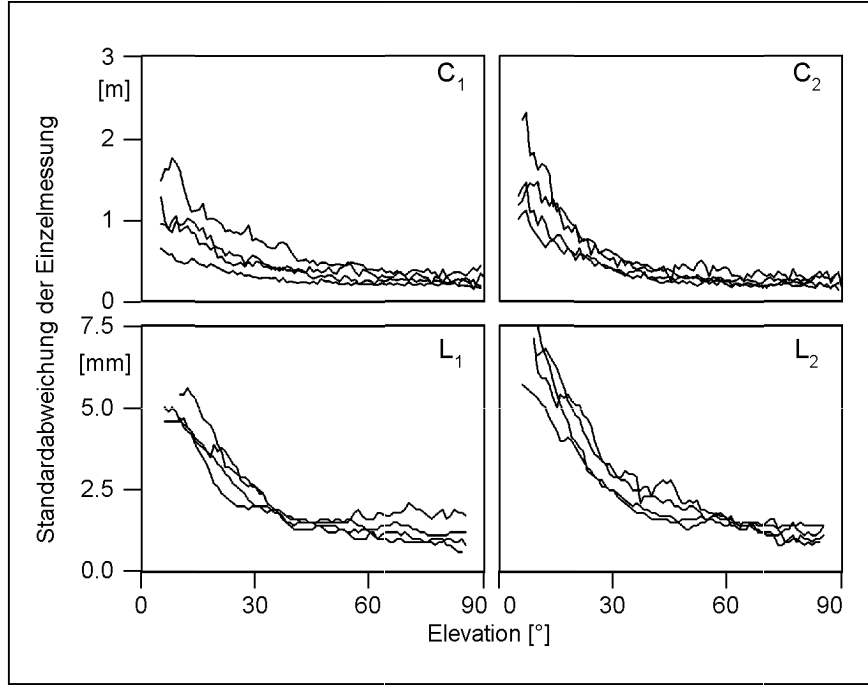 Standardabweichung der Einzelmessung
3
[m]
2
1
0
C1
C2
7.5
[mm]
5.0
2.5
0.0
L1
L2
0 30 60 90 0 30 60 90
Elevation [°]